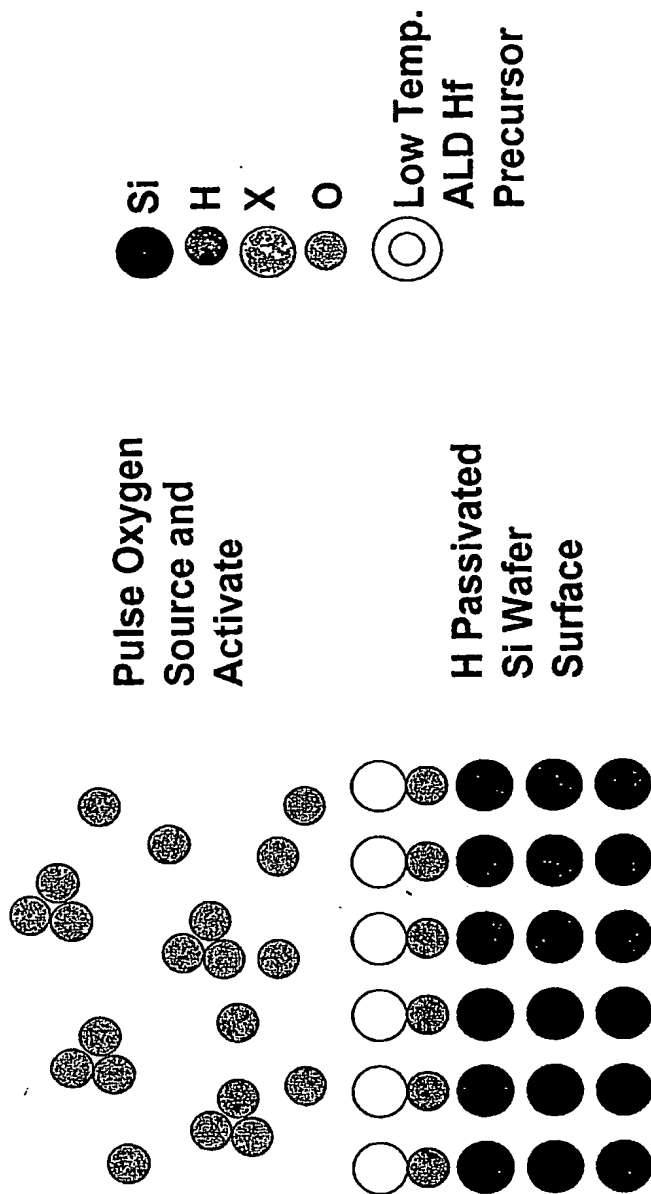 Pulse Oxygen
Source and
Activate
H Passivated
Si Wafer
Surface
Si
H
X
O
Low Temp.
ALD Hf
Precursor